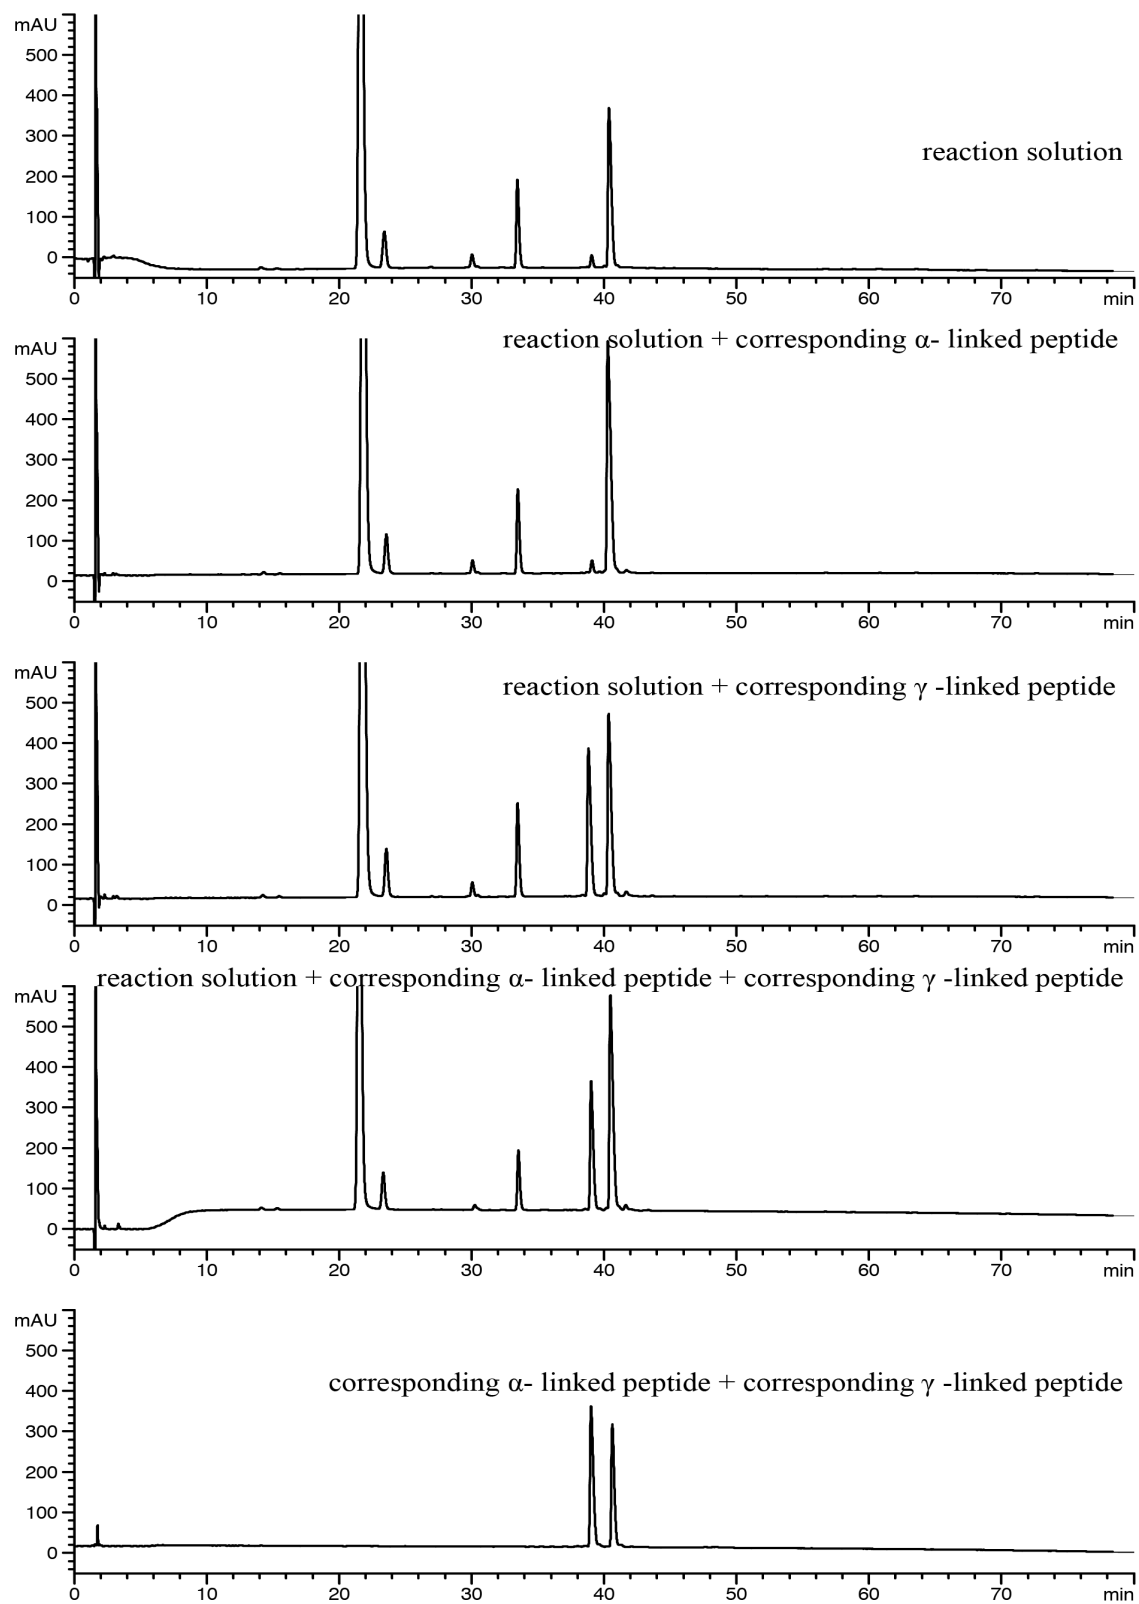 mAU
500
400
300
200
100
0
reaction solution
0 10 20 30 40 50 60 70 min
reaction solution + corresponding α- linked peptide
mAU
500
400
300
200
100
0
0 10 20 30 40 50 60 70 min
mAU
reaction solution + corresponding γ -linked peptide
500
400
300
200
100
0
0 10 20 30 40 50 60 70 min
reaction solution + corresponding α- linked peptide + corresponding γ -linked peptide
mAU
500
400
300
200
100
0
0 10 20 30 40 50 60 70 min
mAU
500
corresponding α- linked peptide + corresponding γ -linked peptide
400
300
200
100
0
0 10 20 30 40 50 60 70 min